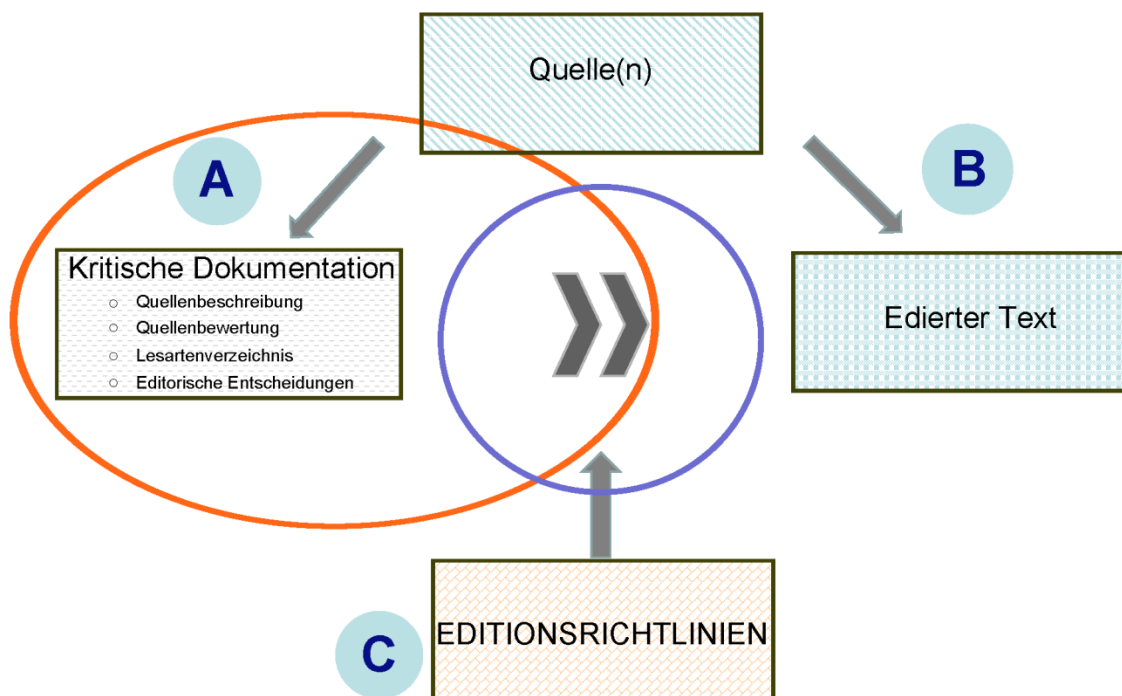 Quelle(n)
A
B
Kritische Dokumentation
○ Quellenbeschreibung
○ Quellenbewertung
○ Lesartenverzeichnis
○ Editorische Entscheidungen
Edierter Text
EDITIONSRICHTLINIEN
C